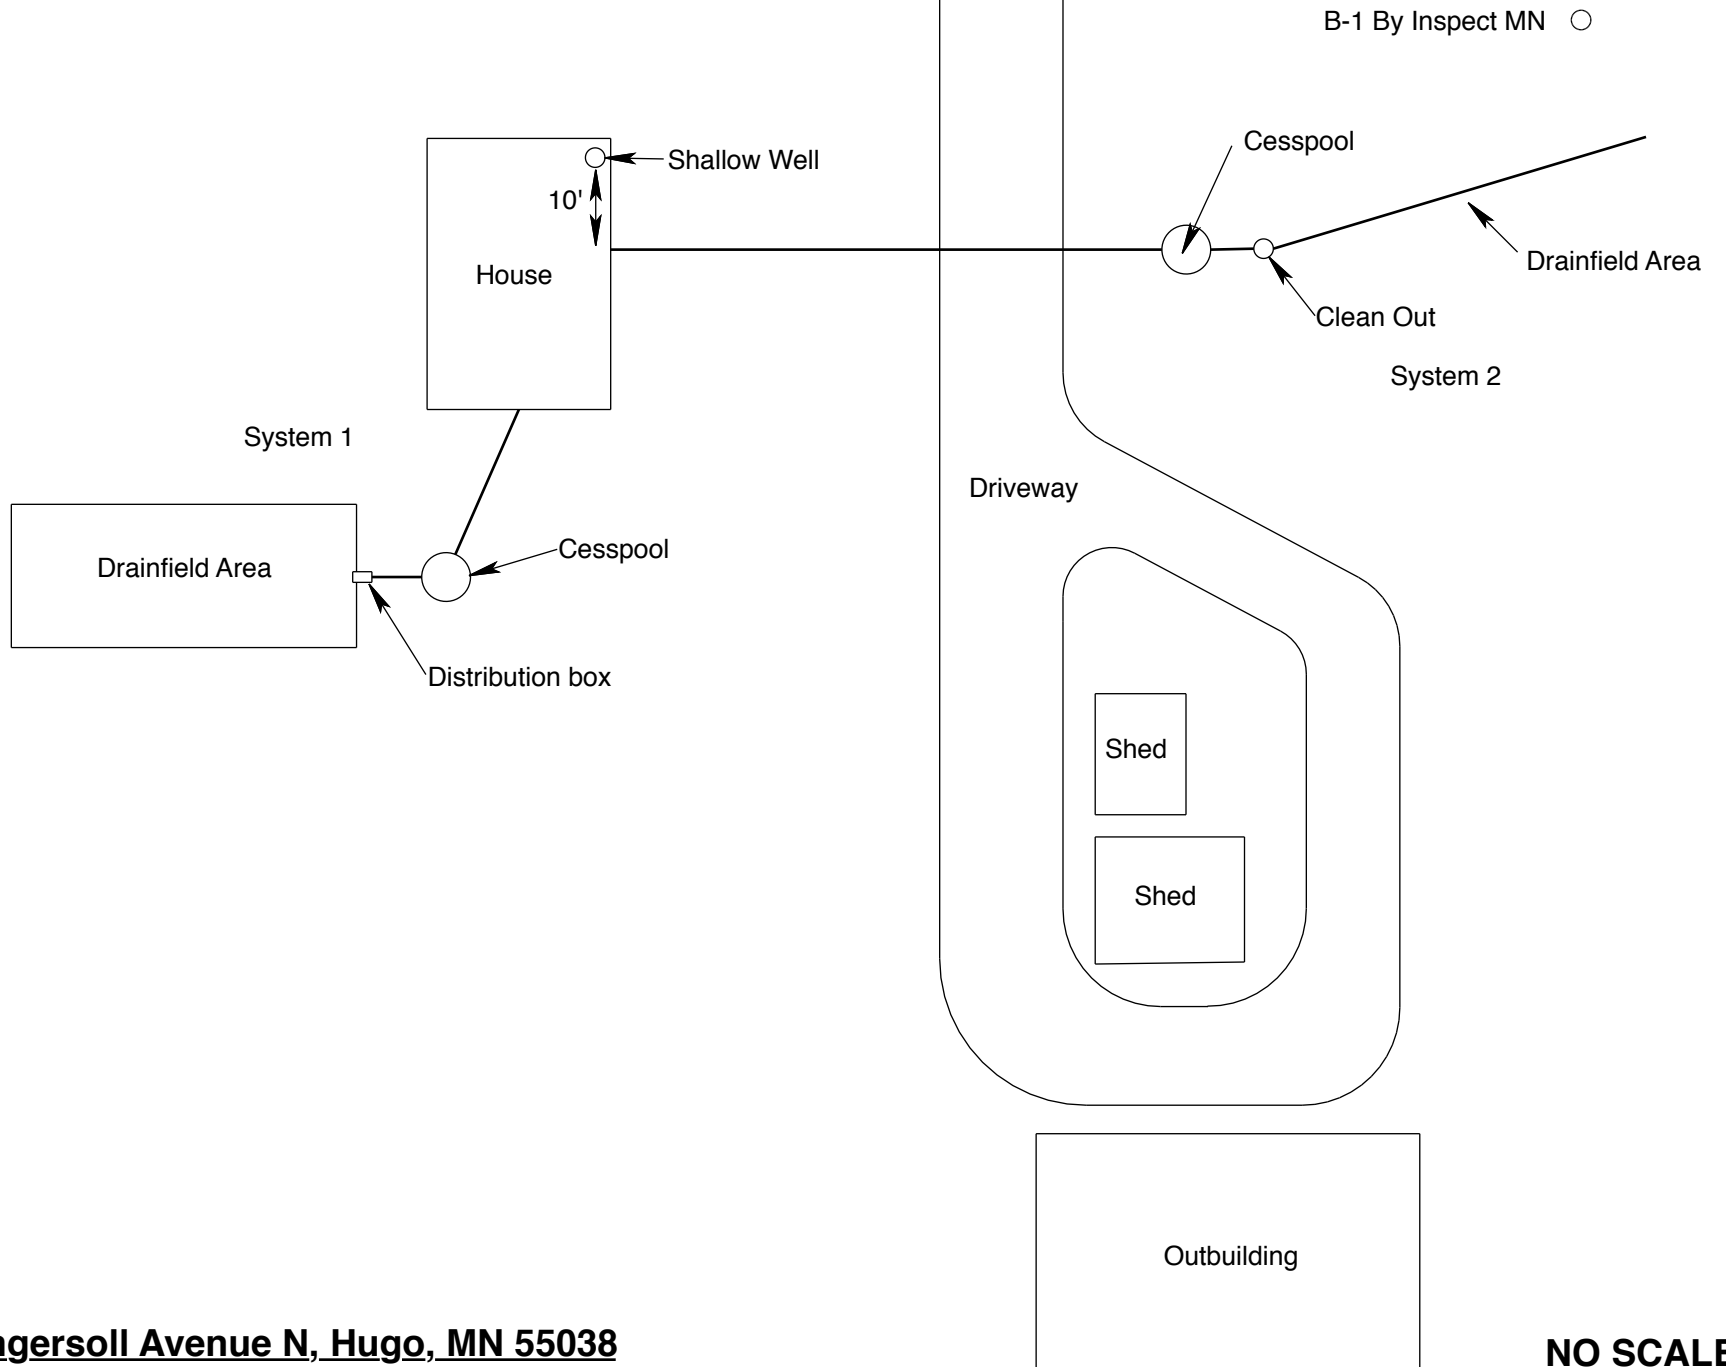 B-1 By Inspect MN
Cesspool
Shallow Well
10'
House
Drainfield Area
Clean Out
System 2
System 1
Driveway
Cesspool
Drainfield Area
Distribution box
Shed
Shed
Outbuilding
Avenue N, Hugo, MN 55038
NO SCALE